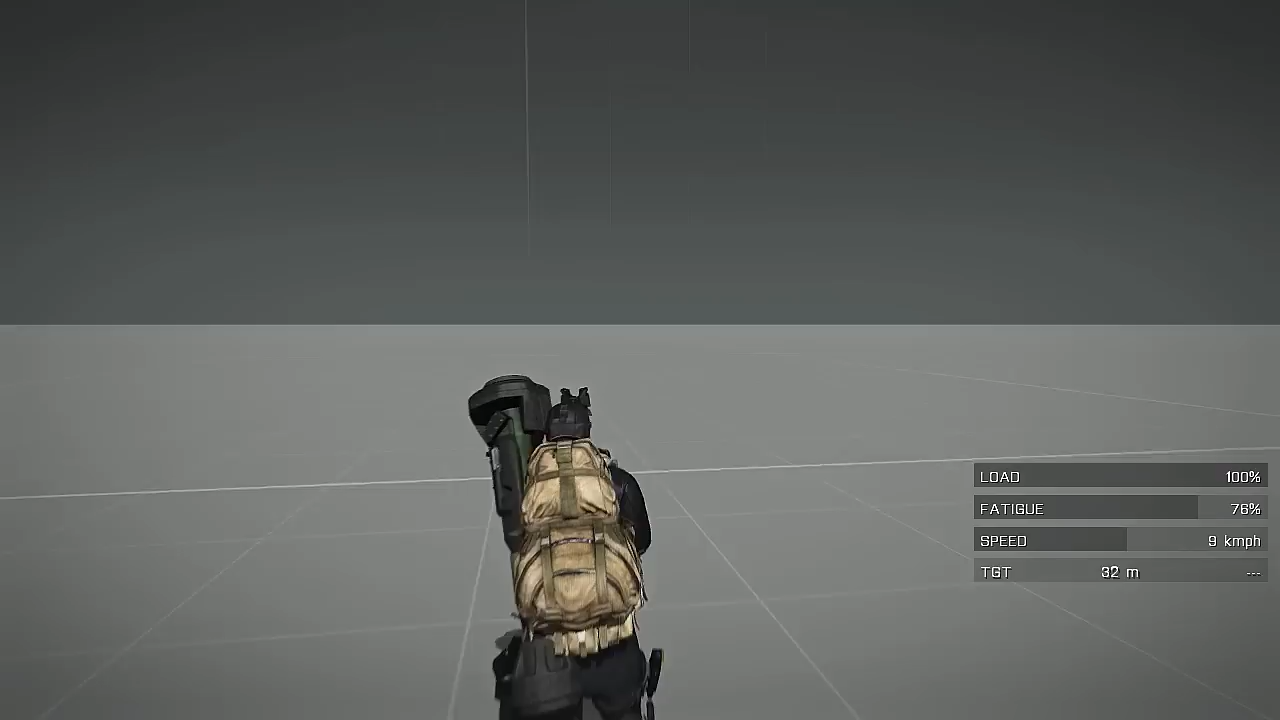 LOAD 100%
FATIGUE 76%
SPEED 9 kmph
TGT 32 m ---